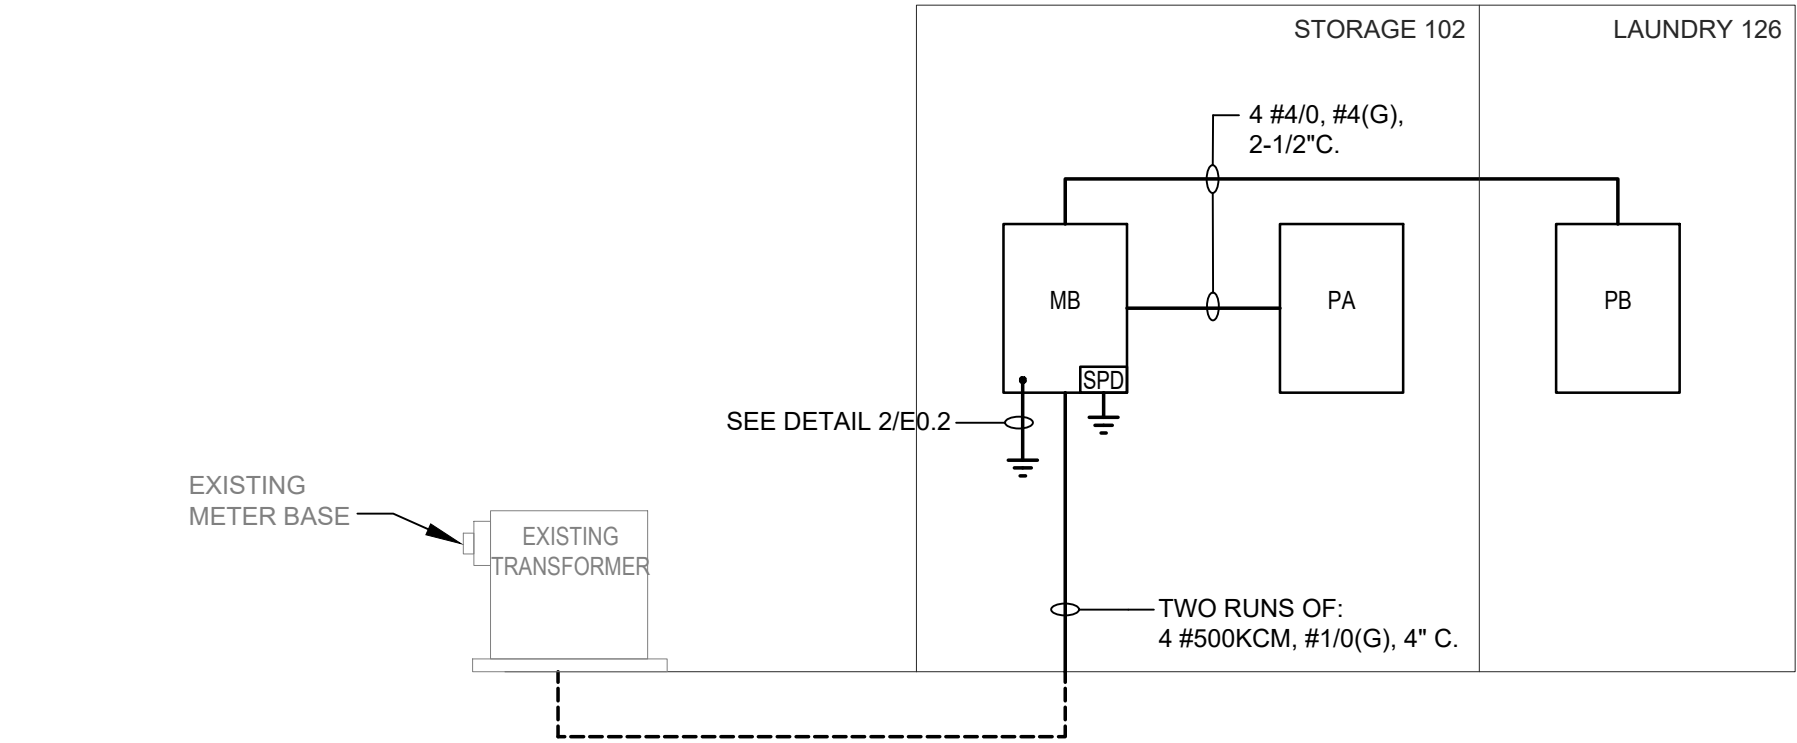 STORAGE 102
LAUNDRY 126
4 #4/0, #4(G),
2-1/2"C.
MB
PA
PB
SPD
SEE DETAIL 2/E0.2
EXISTING
METER BASE
EXISTING
TRANSFORMER
TWO RUNS OF:
4 #500KCM, #1/0(G), 4" C.